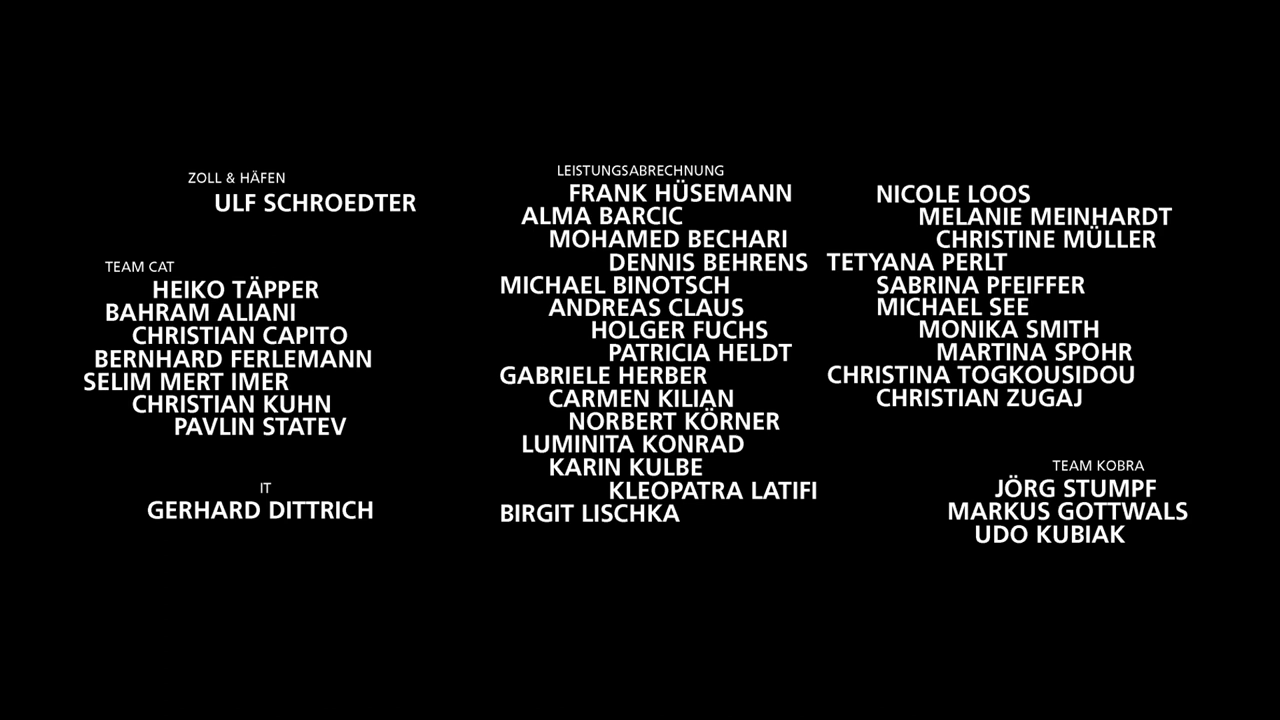 ZOLL & HÄFEN
ULF SCHROEDTER
TEAM CAT
HEIKO TÄPPER
BAHRAM ALIANI
CHRISTIAN CAPITO
BERNHARD FERLEMANN
SELIM MERT IMER
CHRISTIAN KUHN
PAVLIN STATEV
IT
GERHARD DITTRICH
LEISTUNGSABRECHNUNG
FRANK HÜSEMANN
ALMA BARCIC
MOHAMED BECHARI
DENNIS BEHRENS
MICHAEL BINOTSCH
ANDREAS CLAUS
HOLGER FUCHS
PATRICIA HELDT
GABRIELE HERBER
CARMEN KILIAN
NORBERT KÖRNER
LUMINITA KONRAD
KARIN KULBE
KLEOPATRA LATIFI
BIRGIT LISCHKA
NICOLE LOOS
MELANIE MEINHARDT
CHRISTINE MÜLLER
TETYANA PERLT
SABRINA PFEIFFER
MICHAEL SEE
MONIKA SMITH
MARTINA SPOHR
CHRISTINA TOGKOUSIDOU
CHRISTIAN ZUGAJ
TEAM KOBRA
JÖRG STUMPF
MARKUS GOTTWALS
UDO KUBIAK